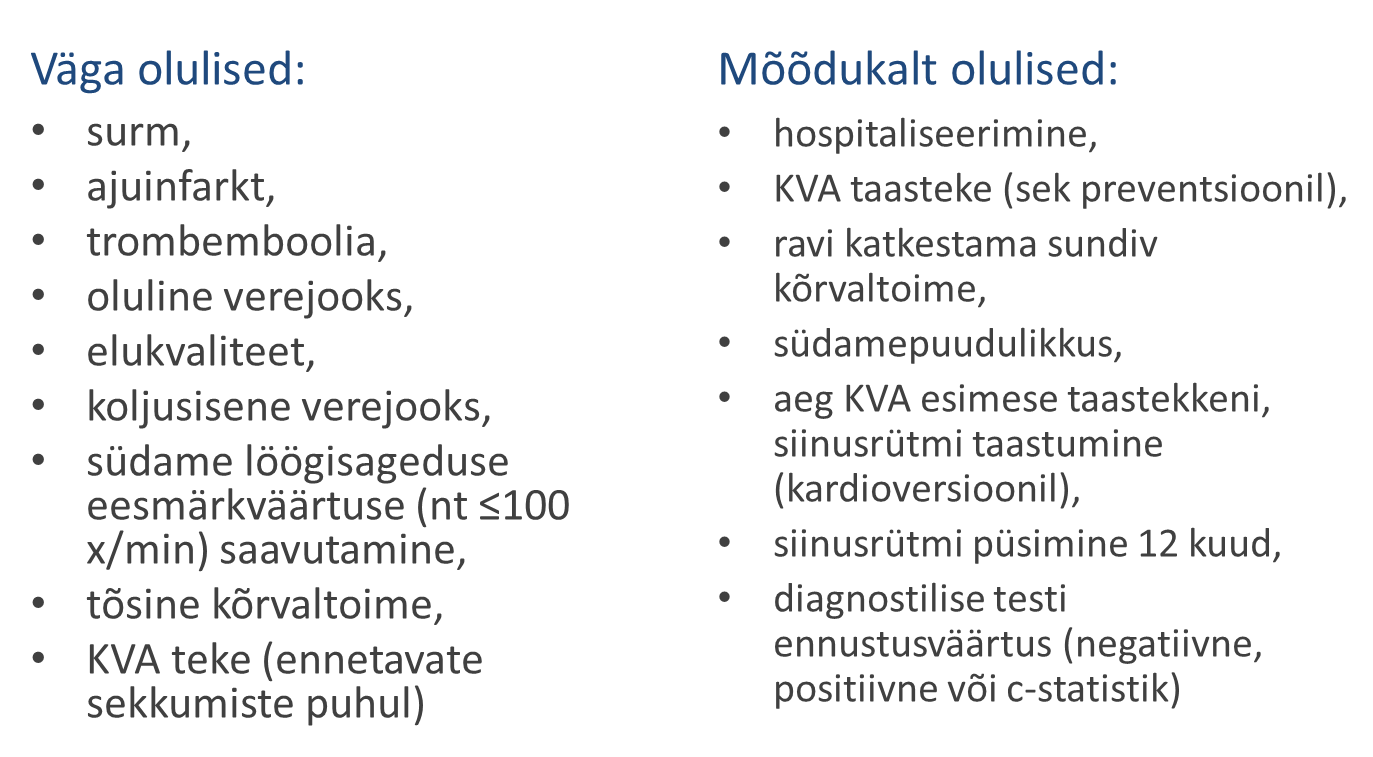 Väga olulised:
• surm,
• ajuinfarkt,
• trombemboolia,
• oluline verejooks,
• elukvaliteet,
• koljusisene verejooks,
• südame löögisageduse
eesmärkväärtuse (nt ≤100
x/min) saavutamine,
• tõsine kõrvaltoime,
• KVA teke (ennetavate
sekkumiste puhul)
Mõõdukalt olulised:
• hospitaliseerimine,
• KVA taasteke (sek preventsioonil),
• ravi katkestama sundiv
kõrvaltoime,
• südamepuudulikkus,
• aeg KVA esimese taastekkeni,
siinusrütmi taastumine
(kardioversioonil),
• siinusrütmi püsimine 12 kuud,
• diagnostilise testi
ennustusväärtus (negatiivne,
positiivne või c-statistik)